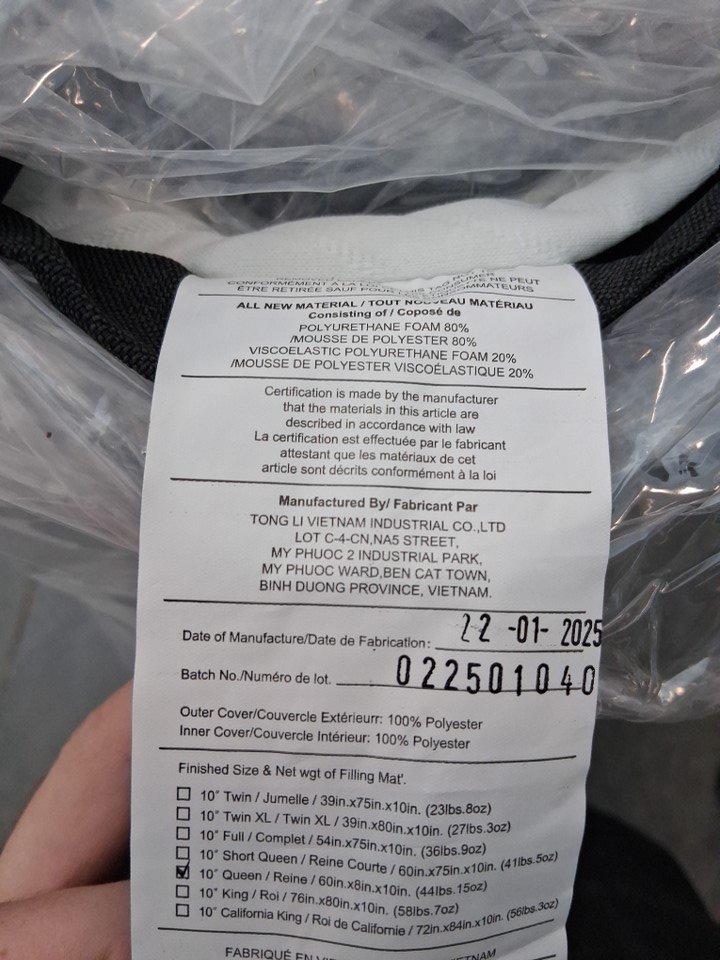 CONFORMÉMENT A LA
NE PEUT
ÊTRE RETIRÉE SAUF
ALL NEW MATERIAL / TOUT NOUVEAU MATÉRIAU
Consisting of / Coposé de
POLYURETHANE FOAM 80%
/MOUSSE DE POLYESTER 80%
VISCOELASTIC POLYURETHANE FOAM 20%
/MOUSSE DE POLYESTER VISCOÉLASTIQUE 20%
Certification is made by the manufacturer
that the materials in this article are
described in accordance with law
La certification est effectuée par le fabricant
attestant que les matériaux de cet
article sont décrits conformément à la loi
Manufactured By/ Fabricant Par
TONG LI VIETNAM INDUSTRIAL CO.,LTD
LOT C-4-CN,NA5 STREET,
MY PHUOC 2 INDUSTRIAL PARK,
MY PHUOC WARD,BEN CAT TOWN,
BINH DUONG PROVINCE, VIETNAM.
Date of Manufacture/Date de Fabrication: 22 -01- 2025
Batch No./Numéro de lot. 022501040
Outer Cover/Couvercle Extérieurr: 100% Polyester
Inner Cover/Couvercle Intérieur: 100% Polyester
Finished Size & Net wgt of Filling Mat'.
10" Twin / Jumelle / 39in.x75in.x10in. (23lbs.8oz)
10" Twin XL / Twin XL / 39in.x80in.x10in. (27lbs.3oz)
10" Full / Complet / 54in.x75in.x10in. (36lbs.9oz)
10" Short Queen / Reine Courte / 60in.x75in.x10in. (41lbs.5oz)
10" Queen / Reine / 60in.x8in.x10in. (44lbs.15oz)
10" King / Roi / 76in.x80in.x10in. (58lbs.7oz)
10" California King / Roi de Californie / 72in.x84in.x10in. (56lbs.3oz)
FABRIQUÉ EN